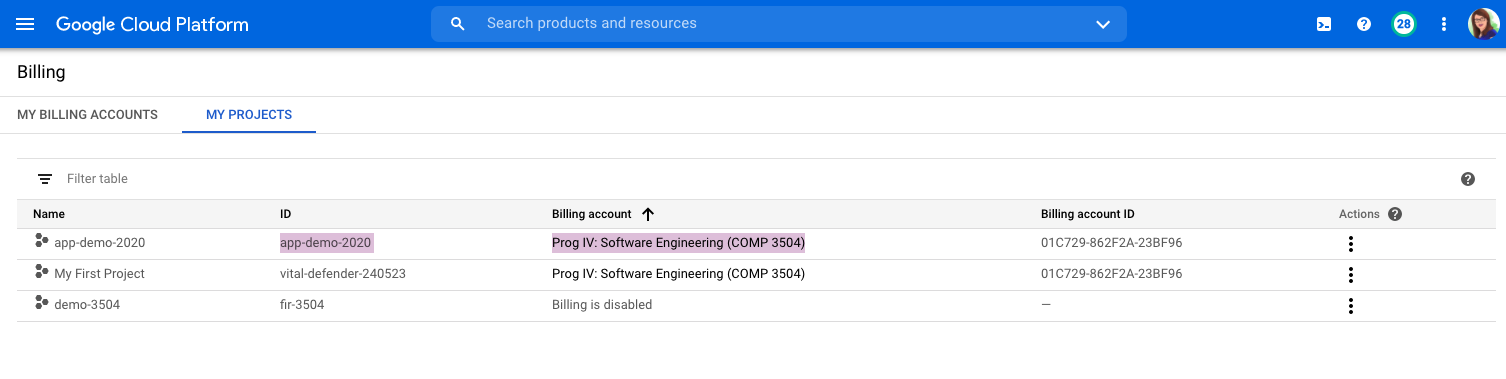 Google Cloud Platform Search products and resources 28
Billing
MY BILLING ACCOUNTS MY PROJECTS
Filter table
Name ID Billing account Billing account ID Actions
app-demo-2020 app-demo-2020 Prog IV: Software Engineering (COMP 3504) 01C729-862F2A-23BF96
My First Project vital-defender-240523 Prog IV: Software Engineering (COMP 3504) 01C729-862F2A-23BF96
demo-3504 fir-3504 Billing is disabled —